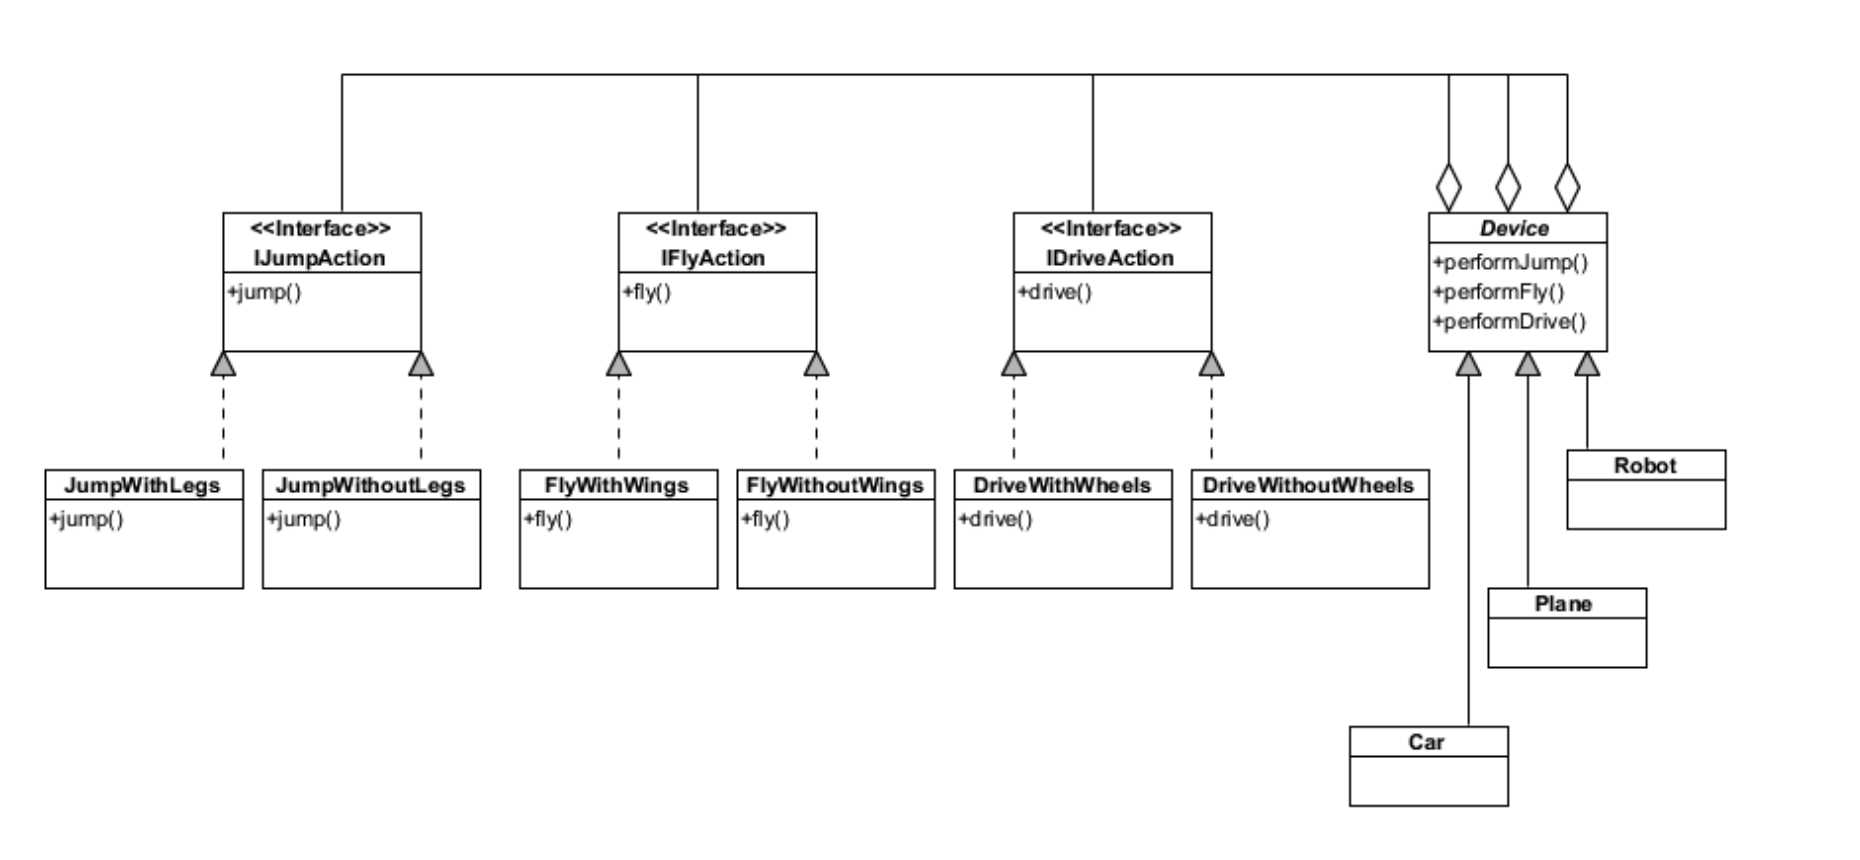 <<Interface>>
IJumpAction
+jump()
<<Interface>>
IFlyAction
+fly()
<<Interface>>
IDriveAction
+drive()
Device
+performJump()
+performFly()
+performDrive()
JumpWithLegs
+jump()
JumpWithoutLegs
+jump()
FlyWithWings
+fly()
FlyWithoutWings
+fly()
DriveWithWheels
+drive()
DriveWithoutWheels
+drive()
Robot
Plane
Car